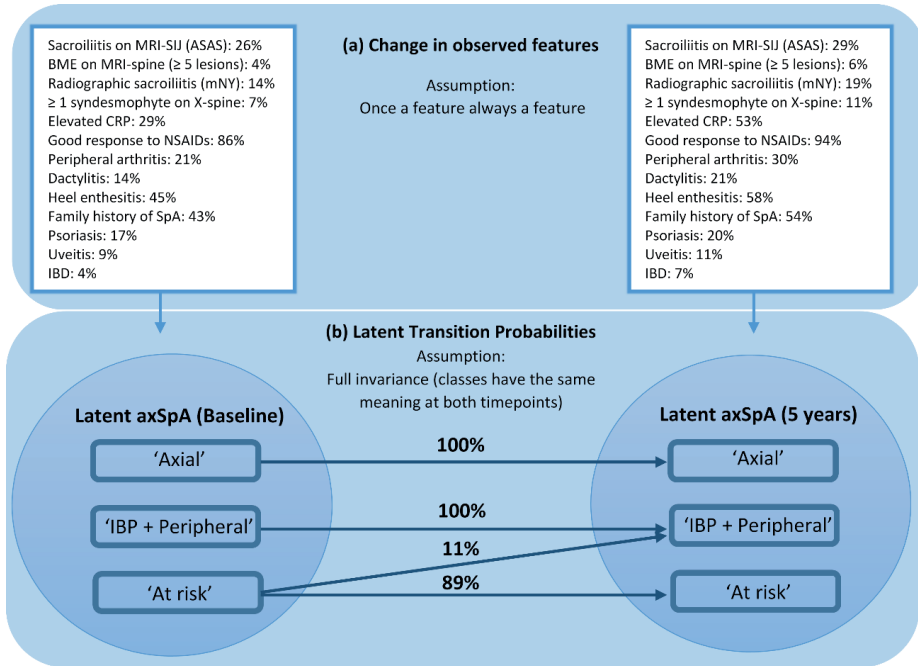 Sacroiliitis on MRI-SIJ (ASAS): 26%
BME on MRI-spine (≥ 5 lesions): 4%
Radiographic sacroiliitis (mNY): 14%
≥ 1 syndesmophyte on X-spine: 7%
Elevated CRP: 29%
Good response to NSAIDs: 86%
Peripheral arthritis: 21%
Dactylitis: 14%
Heel enthesitis: 45%
Family history of SpA: 43%
Psoriasis: 17%
Uveitis: 9%
IBD: 4%
(a) Change in observed features
Assumption:
Once a feature always a feature
Sacroiliitis on MRI-SIJ (ASAS): 29%
BME on MRI-spine (≥ 5 lesions): 6%
Radiographic sacroiliitis (mNY): 19%
≥ 1 syndesmophyte on X-spine: 11%
Elevated CRP: 53%
Good response to NSAIDs: 94%
Peripheral arthritis: 30%
Dactylitis: 21%
Heel enthesitis: 58%
Family history of SpA: 54%
Psoriasis: 20%
Uveitis: 11%
IBD: 7%
(b) Latent Transition Probabilities
Assumption:
Full invariance (classes have the same
meaning at both timepoints)
Latent axSpA (Baseline)
Latent axSpA (5 years)
‘Axial’
100%
‘Axial’
‘IBP + Peripheral’
100%
‘IBP + Peripheral’
11%
‘At risk’
89%
‘At risk’